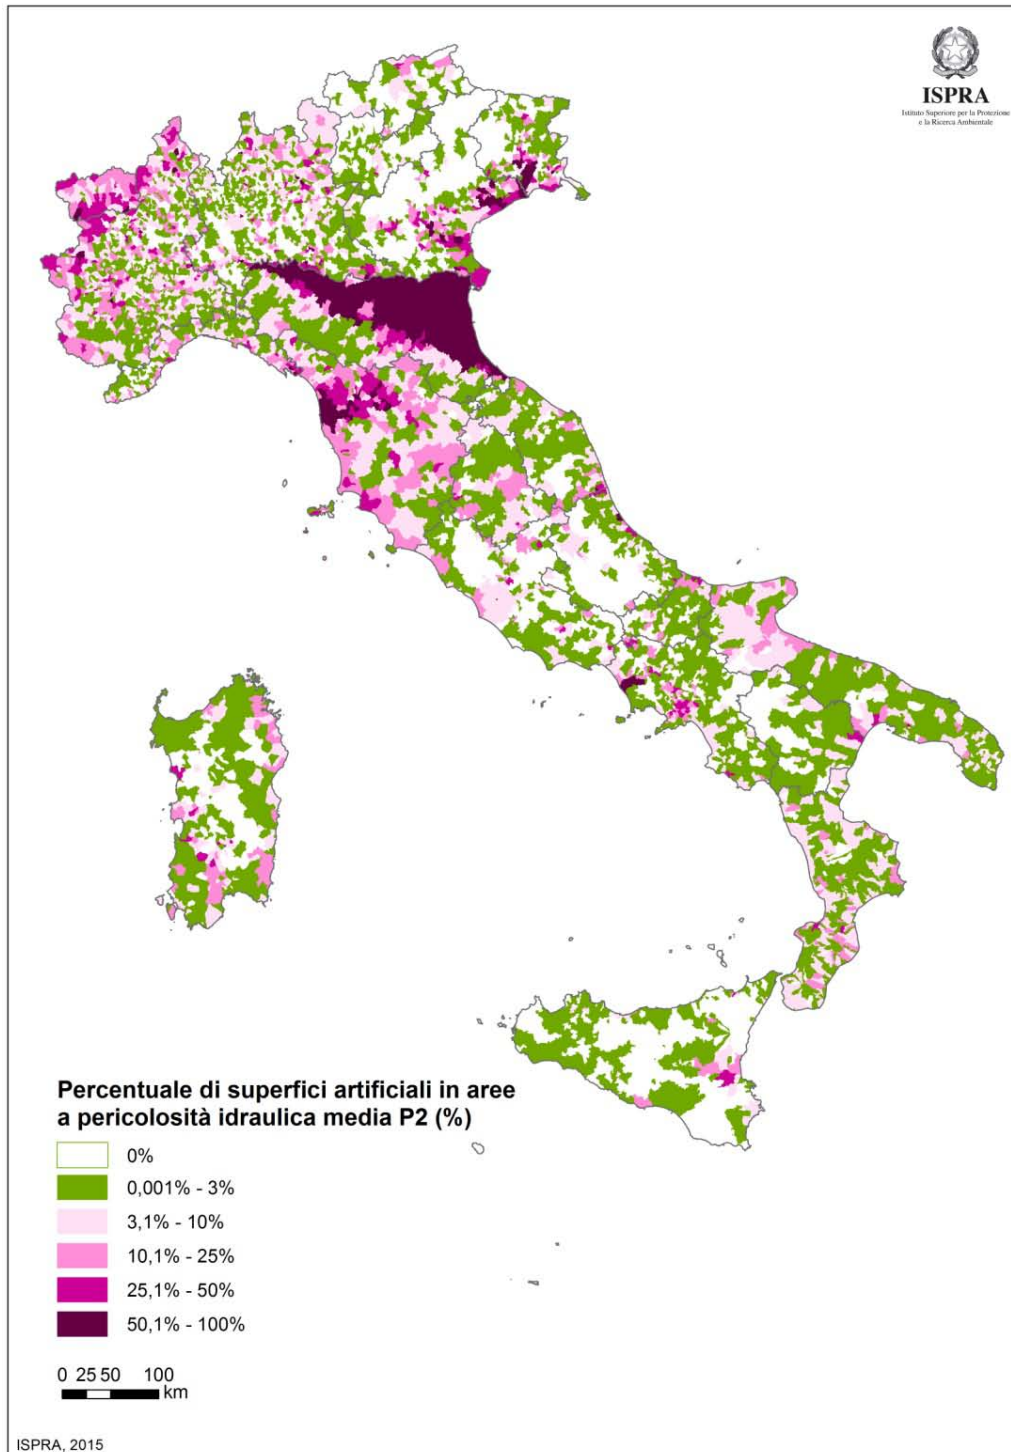 ISPRA
Istituto Superiore per la Protezione
e la Ricerca Ambientale
Percentuale di superfici artificiali in aree
a pericolosità idraulica media P2 (%)
0%
0,001% - 3%
3,1% - 10%
10,1% - 25%
25,1% - 50%
50,1% - 100%
0 25 50 100
km
ISPRA, 2015